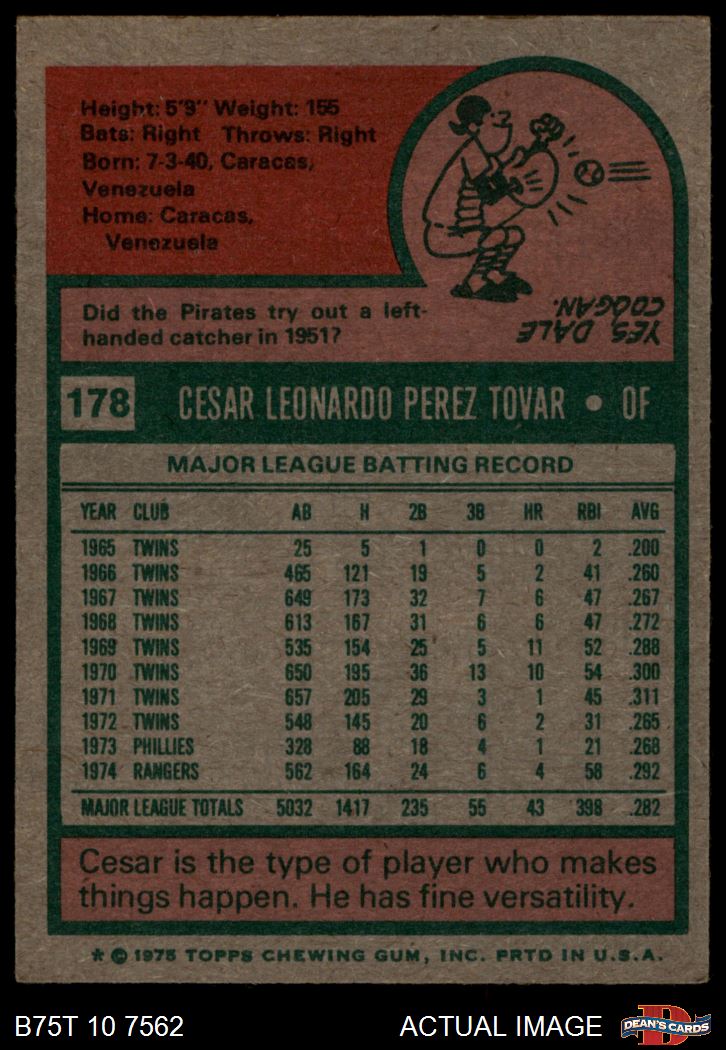 Height: 5'9" Weight: 155
Bats: Right Throws: Right
Born: 7-3-40, Caracas,
Venezuela
Home: Caracas,
Venezuela
Did the Pirates try out a left-
handed catcher in 1951?
YES, DALE
COOGAN.
178 CESAR LEONARDO PEREZ TOVAR • OF
MAJOR LEAGUE BATTING RECORD
YEAR CLUB AB H 2B 3B HR RBI AVG
1965 TWINS 25 5 1 0 0 2 .200
1966 TWINS 465 121 19 5 2 41 .260
1967 TWINS 649 173 32 7 6 47 .267
1968 TWINS 613 167 31 6 6 47 .272
1969 TWINS 535 154 25 5 11 52 .288
1970 TWINS 650 195 36 13 10 54 .300
1971 TWINS 657 205 29 3 1 45 .311
1972 TWINS 548 145 20 6 2 31 .265
1973 PHILLIES 328 88 18 4 1 21 .268
1974 RANGERS 562 164 24 6 4 58 .292
MAJOR LEAGUE TOTALS 5032 1417 235 55 43 398 .282
Cesar is the type of player who makes
things happen. He has fine versatility.
* © 1975 TOPPS CHEWING GUM, INC. PRTD IN U.S.A.
B75T 10 7562 ACTUAL IMAGE DEAN'S CARDS